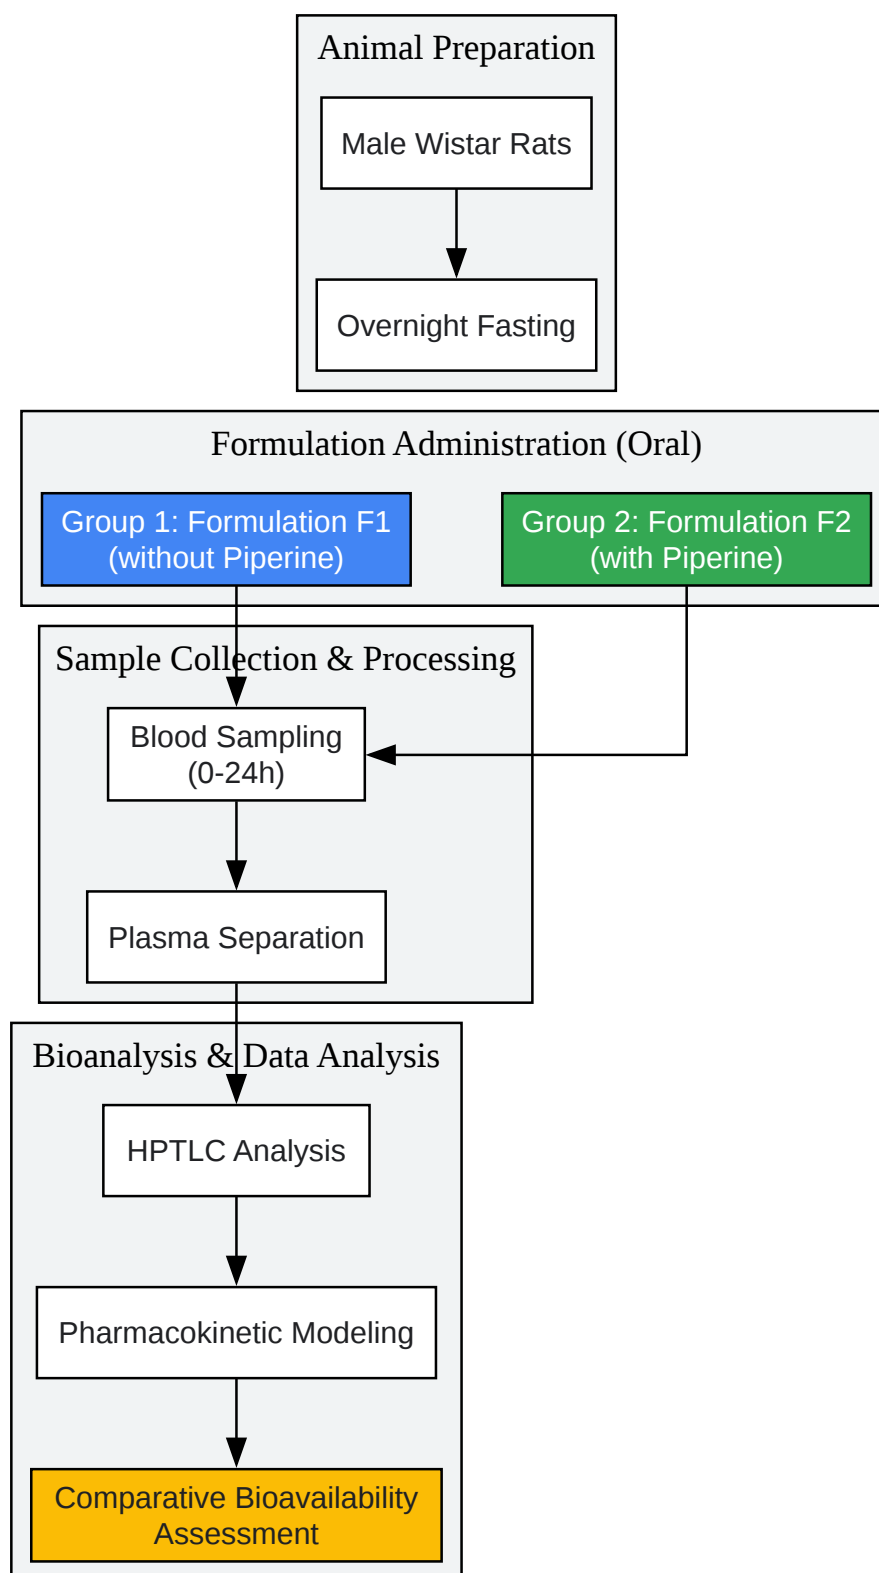 Animal Preparation
Male Wistar Rats
Overnight Fasting
Formulation Administration (Oral)
Group 1: Formulation F1
(without Piperine)
Group 2: Formulation F2
(with Piperine)
Sample Collection & Processing
Blood Sampling
(0-24h)
Plasma Separation
Bioanalysis & Data Analysis
HPTLC Analysis
Pharmacokinetic Modeling
Comparative Bioavailability
Assessment